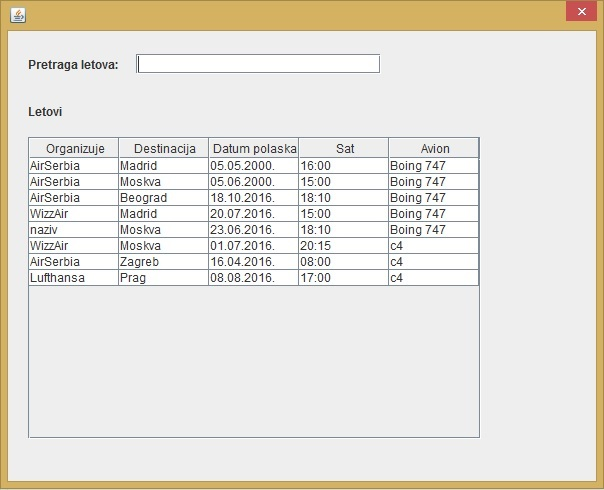 Pretraga letova:
Letovi
Organizuje Destinacija Datum polaska Sat Avion
AirSerbia Madrid 05.05.2000. 16:00 Boing 747
AirSerbia Moskva 05.06.2000. 15:00 Boing 747
AirSerbia Beograd 18.10.2016. 18:10 Boing 747
WizzAir Madrid 20.07.2016. 15:00 Boing 747
naziv Moskva 23.06.2016. 18:10 Boing 747
WizzAir Moskva 01.07.2016. 20:15 c4
AirSerbia Zagreb 16.04.2016. 08:00 c4
Lufthansa Prag 08.08.2016. 17:00 c4